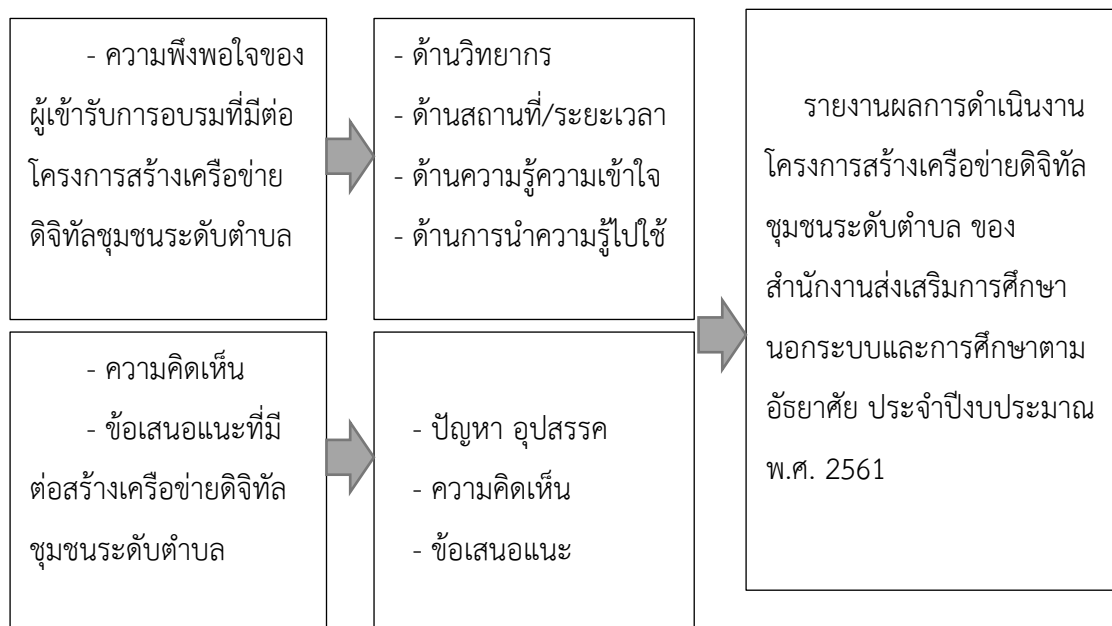 - ความพึงพอใจของ
ผู้เข้ารับการอบรมที่มีต่อ
โครงการสร้างเครือข่าย
ดิจิทัลชุมชนระดับตำบล
- ด้านวิทยากร
- ด้านสถานที่/ระยะเวลา
- ด้านความรู้ความเข้าใจ
- ด้านการนำความรู้ไปใช้
- ความคิดเห็น
- ข้อเสนอแนะที่มี
ต่อสร้างเครือข่ายดิจิทัล
ชุมชนระดับตำบล
- ปัญหา อุปสรรค
- ความคิดเห็น
- ข้อเสนอแนะ
รายงานผลการดำเนินงาน
โครงการสร้างเครือข่ายดิจิทัล
ชุมชนระดับตำบล ของ
สำนักงานส่งเสริมการศึกษา
นอกระบบและการศึกษาตาม
อัธยาศัย ประจำปีงบประมาณ
พ.ศ. 2561